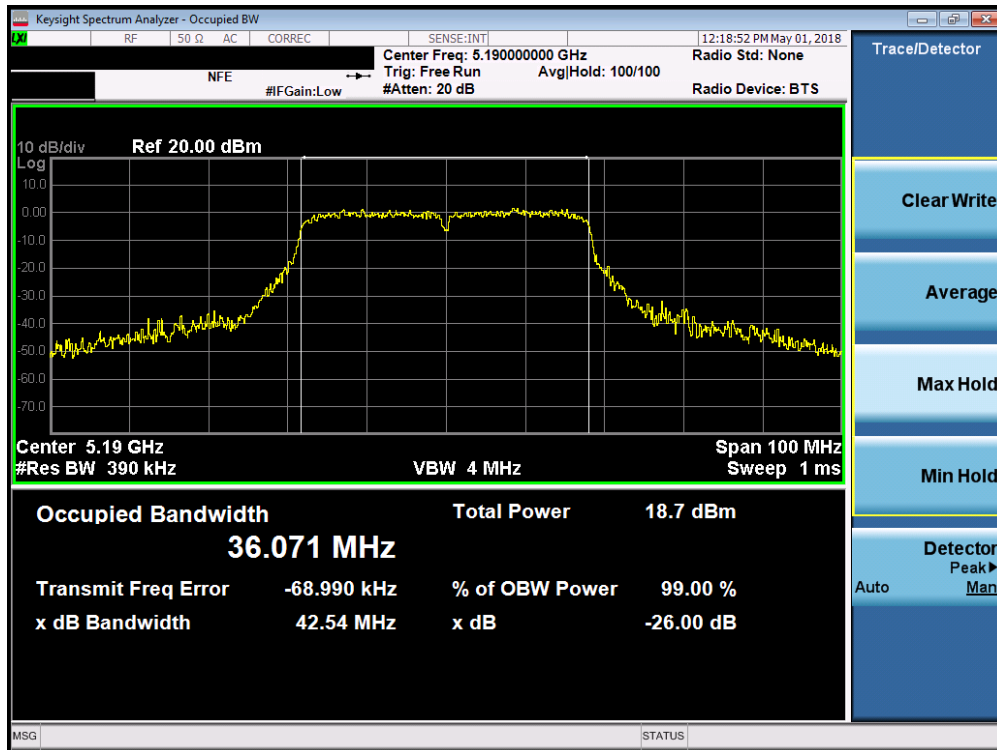 Keysight Spectrum Analyzer - Occupied BW
LXI RF 50 Ω AC CORREC SENSE:INT 12:18:52 PM May 01, 2018
Center Freq: 5.190000000 GHz Radio Std: None
NFE Trig: Free Run Avg|Hold: 100/100
#IFGain:Low #Atten: 20 dB Radio Device: BTS
Trace/Detector
10 dB/div Ref 20.00 dBm
Log
10.0
0.00
-10.0
-20.0
-30.0
-40.0
-50.0
-60.0
-70.0
Center 5.19 GHz Span 100 MHz
#Res BW 390 kHz VBW 4 MHz Sweep 1 ms
Occupied Bandwidth Total Power 18.7 dBm
36.071 MHz
Transmit Freq Error -68.990 kHz % of OBW Power 99.00 %
x dB Bandwidth 42.54 MHz x dB -26.00 dB
Clear Write
Average
Max Hold
Min Hold
Detector
Peak▶
Auto Man
MSG STATUS